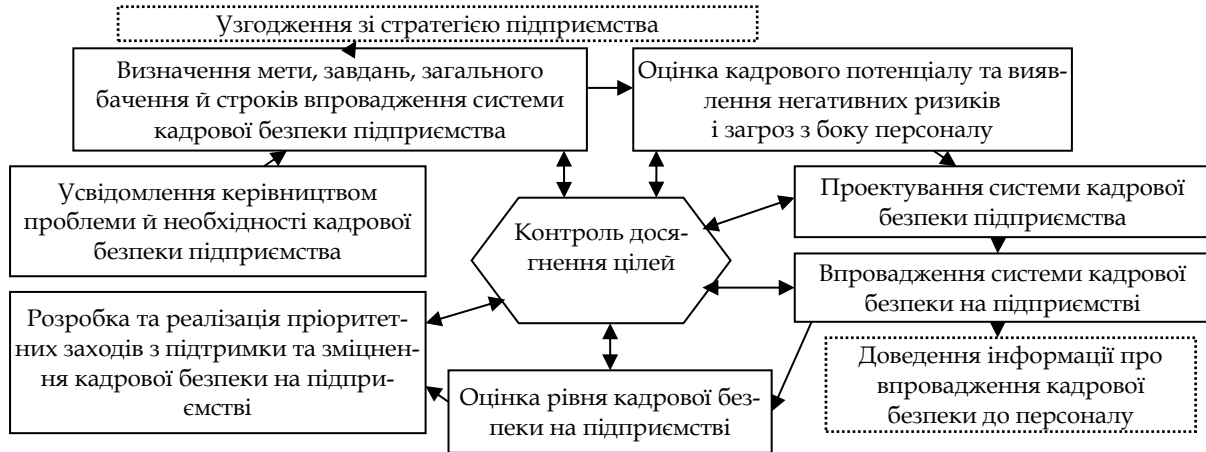 Узгодження зі стратегією підприємства
Визначення мети, завдань, загального
бачення й строків впровадження системи
кадрової безпеки підприємства
Оцінка кадрового потенціалу та вияв-
лення негативних ризиків
і загроз з боку персоналу
Усвідомлення керівництвом
проблеми й необхідності кадрової
безпеки підприємства
Контроль дося-
гнення цілей
Проектування системи кадрової
безпеки підприємства
Впровадження системи кадрової
безпеки на підприємстві
Розробка та реалізація пріоритет-
них заходів з підтримки та зміцнен-
ня кадрової безпеки на підпри-
ємстві
Оцінка рівня кадрової без-
пеки на підприємстві
Доведення інформації про
впровадження кадрової
безпеки до персоналу